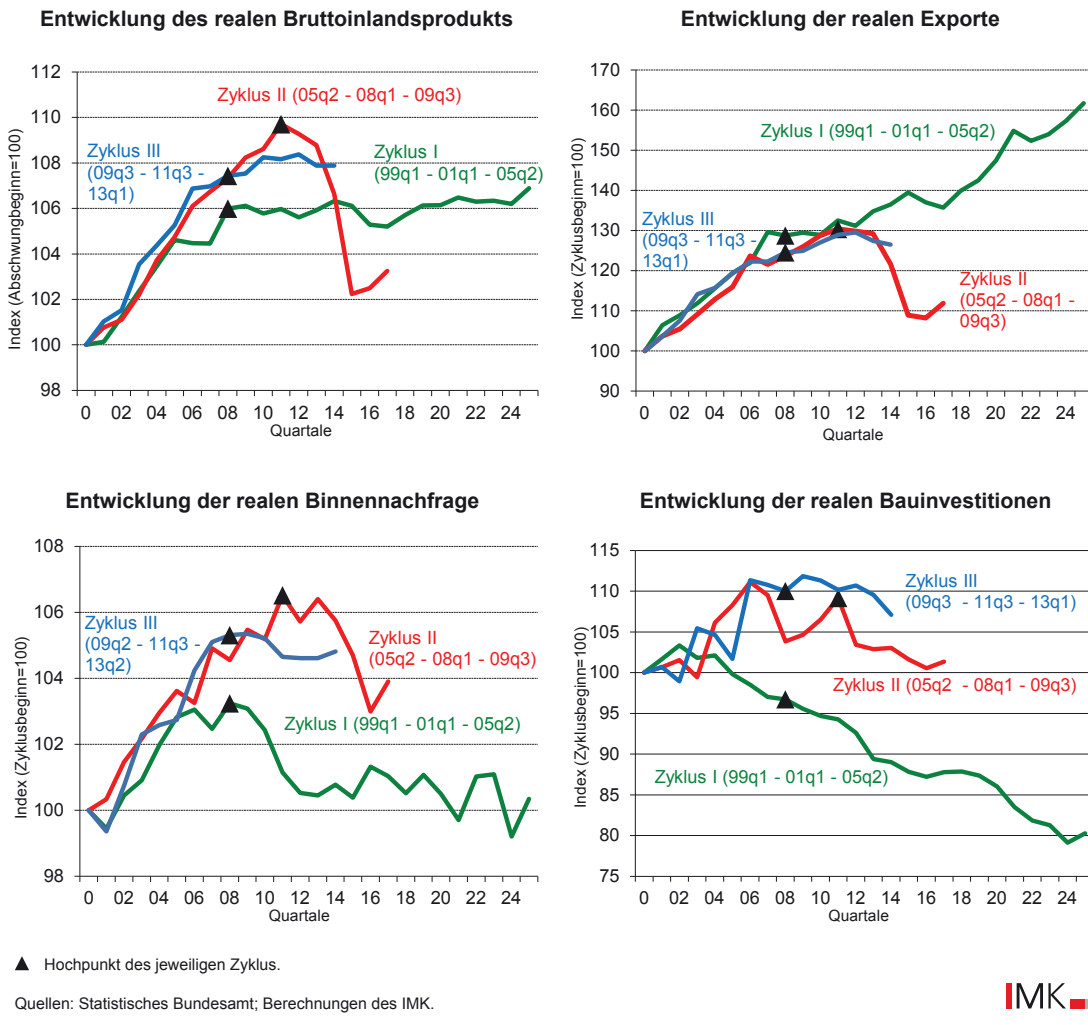 Entwicklung des realen Bruttoinlandsprodukts
Index (Abschwungbeginn=100)
112
110
108
106
104
102
100
98
Zyklus II (05q2 - 08q1 - 09q3)
Zyklus III
(09q3 - 11q3 -
13q1)
Zyklus I
(99q1 - 01q1 - 05q2)
0 02 04 06 08 10 12 14 16 18 20 22 24
Quartale
Entwicklung der realen Exporte
Index (Zyklusbeginn=100)
170
160
150
140
130
120
110
100
90
Zyklus I (99q1 - 01q1 - 05q2)
Zyklus III
(09q3 - 11q3 -
13q1)
Zyklus II
(05q2 - 08q1 -
09q3)
0 02 04 06 08 10 12 14 16 18 20 22 24
Quartale
Entwicklung der realen Binnennachfrage
Index (Zyklusbeginn=100)
108
106
104
102
100
98
Zyklus III
(09q2 - 11q3 -
13q2)
Zyklus II
(05q2 - 08q1 - 09q3)
Zyklus I (99q1 - 01q1 - 05q2)
0 02 04 06 08 10 12 14 16 18 20 22 24
Quartale
Entwicklung der realen Bauinvestitionen
Index (Zyklusbeginn=100)
115
110
105
100
95
90
85
80
75
Zyklus III
(09q3 - 11q3 - 13q1)
Zyklus II (05q2 - 08q1 - 09q3)
Zyklus I (99q1 - 01q1 - 05q2)
0 02 04 06 08 10 12 14 16 18 20 22 24
Quartale
▲ Hochpunkt des jeweiligen Zyklus.
Quellen: Statistisches Bundesamt; Berechnungen des IMK.
IMK